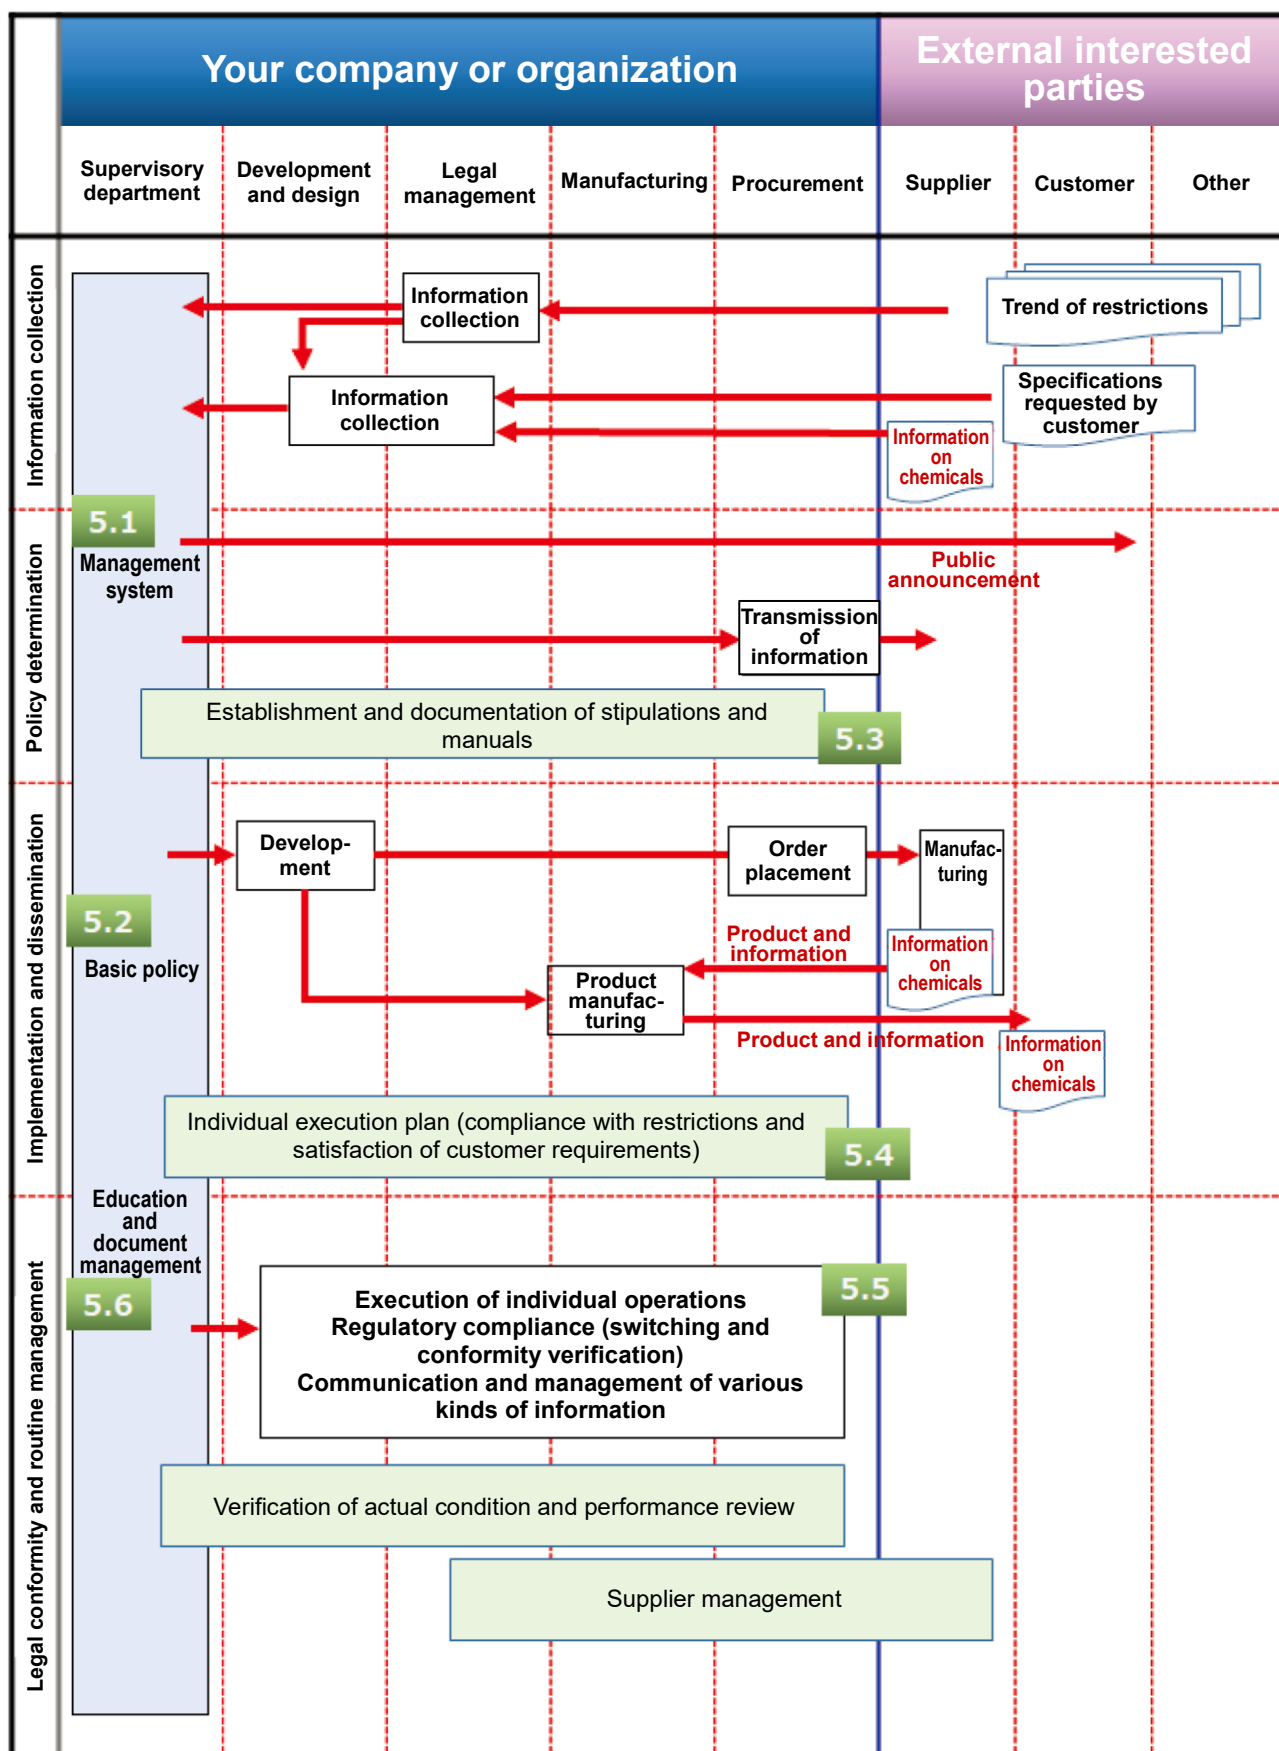 Your company or organization
External interested
parties
Supervisory
department
Development
and design
Legal
management
Manufacturing
Procurement
Supplier
Customer
Other
Information collection
Information
collection
Trend of restrictions
Information
collection
Specifications
requested by
customer
Information
on
chemicals
5.1
Management
system
Policy determination
Public
announcement
Transmission
of
information
Establishment and documentation of stipulations and
manuals
5.3
Implementation and dissemination
Develop-
ment
Order
placement
Manufac-
turing
5.2
Basic policy
Product and
information
Information
on
chemicals
Product
manufac-
turing
Product and information
Information
on
chemicals
Individual execution plan (compliance with restrictions and
satisfaction of customer requirements)
5.4
Legal conformity and routine management
Education
and
document
management
5.6
5.5
Execution of individual operations
Regulatory compliance (switching and
conformity verification)
Communication and management of various
kinds of information
Verification of actual condition and performance review
Supplier management